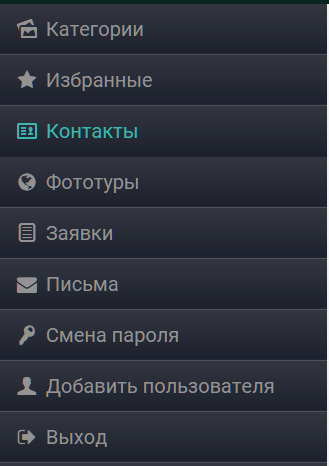 Категории
Избранные
Контакты
Фототуры
Заявки
Письма
Смена пароля
Добавить пользователя
Выход